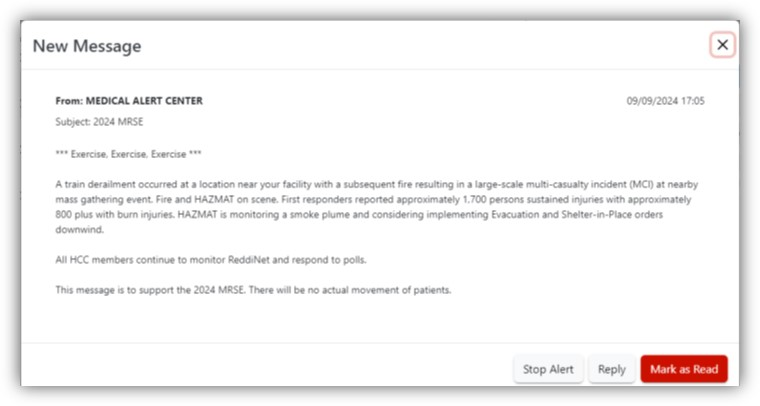 New Message
From: MEDICAL ALERT CENTER 09/09/2024 17:05
Subject: 2024 MRSE
*** Exercise, Exercise, Exercise ***
A train derailment occurred at a location near your facility with a subsequent fire resulting in a large-scale multi-casualty incident (MCI) at nearby
mass gathering event. Fire and HAZMAT on scene. First responders reported approximately 1,700 persons sustained injuries with approximately
800 plus with burn injuries. HAZMAT is monitoring a smoke plume and considering implementing Evacuation and Shelter-in-Place orders
downwind.
All HCC members continue to monitor ReddiNet and respond to polls.
This message is to support the 2024 MRSE. There will be no actual movement of patients.
Stop Alert Reply Mark as Read